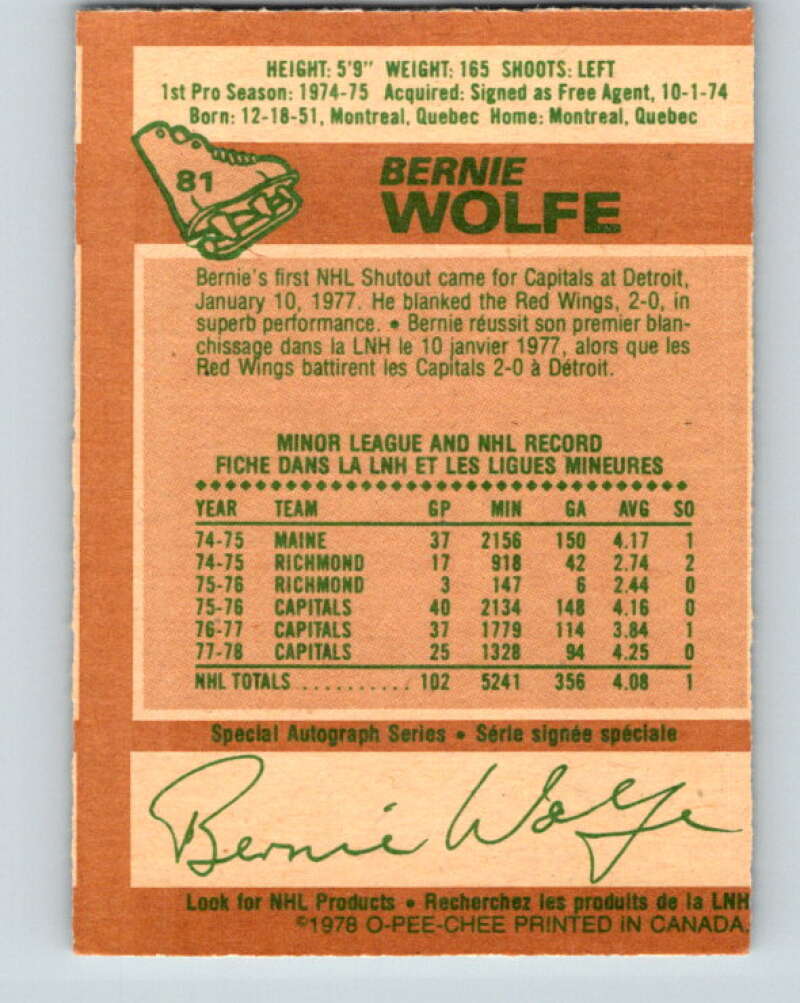 HEIGHT: 5'9" WEIGHT: 165 SHOOTS: LEFT
1st Pro Season: 1974-75 Acquired: Signed as Free Agent, 10-1-74
Born: 12-18-51, Montreal, Quebec Home: Montreal, Quebec
81
BERNIE
WOLFE
Bernie's first NHL Shutout came for Capitals at Detroit,
January 10, 1977. He blanked the Red Wings, 2-0, in
superb performance. • Bernie réussit son premier blan-
chissage dans la LNH le 10 janvier 1977, alors que les
Red Wings battirent les Capitals 2-0 à Détroit.
MINOR LEAGUE AND NHL RECORD
FICHE DANS LA LNH ET LES LIGUES MINEURES
YEAR TEAM GP MIN GA AVG SO
74-75 MAINE 37 2156 150 4.17 1
74-75 RICHMOND 17 918 42 2.74 2
75-76 RICHMOND 3 147 6 2.44 0
75-76 CAPITALS 40 2134 148 4.16 0
76-77 CAPITALS 37 1779 114 3.84 1
77-78 CAPITALS 25 1328 94 4.25 0
NHL TOTALS .......... 102 5241 356 4.08 1
Special Autograph Series • Série signée spéciale
Bernie Wolfe
Look for NHL Products • Recherchez les produits de la LNH
©1978 O-PEE-CHEE PRINTED IN CANADA.